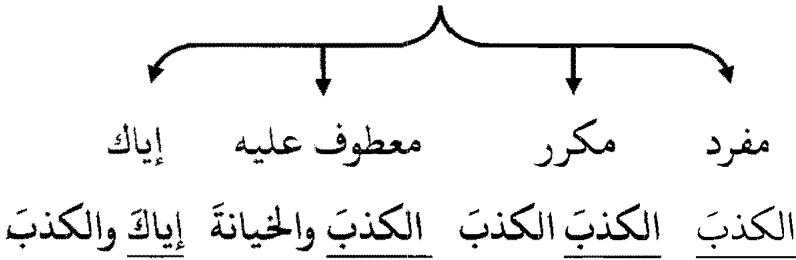 مفرد مكرر معطوف عليه إياك
الكذبَ الكذبَ الكذبَ الكذبَ والخيانةَ إياكَ والكذبَ